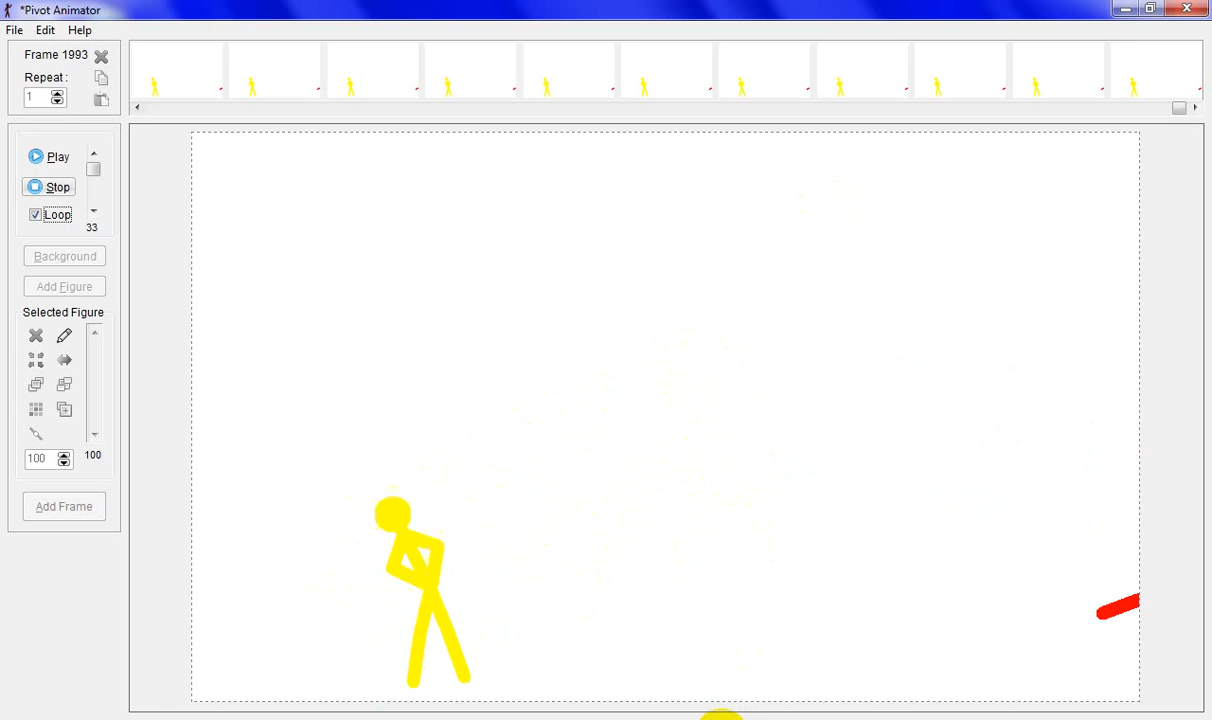 *Pivot Animator
File Edit Help
Frame 1993
Repeat:
1
Play
Stop
Loop
33
Background
Add Figure
Selected Figure
100
100
Add Frame